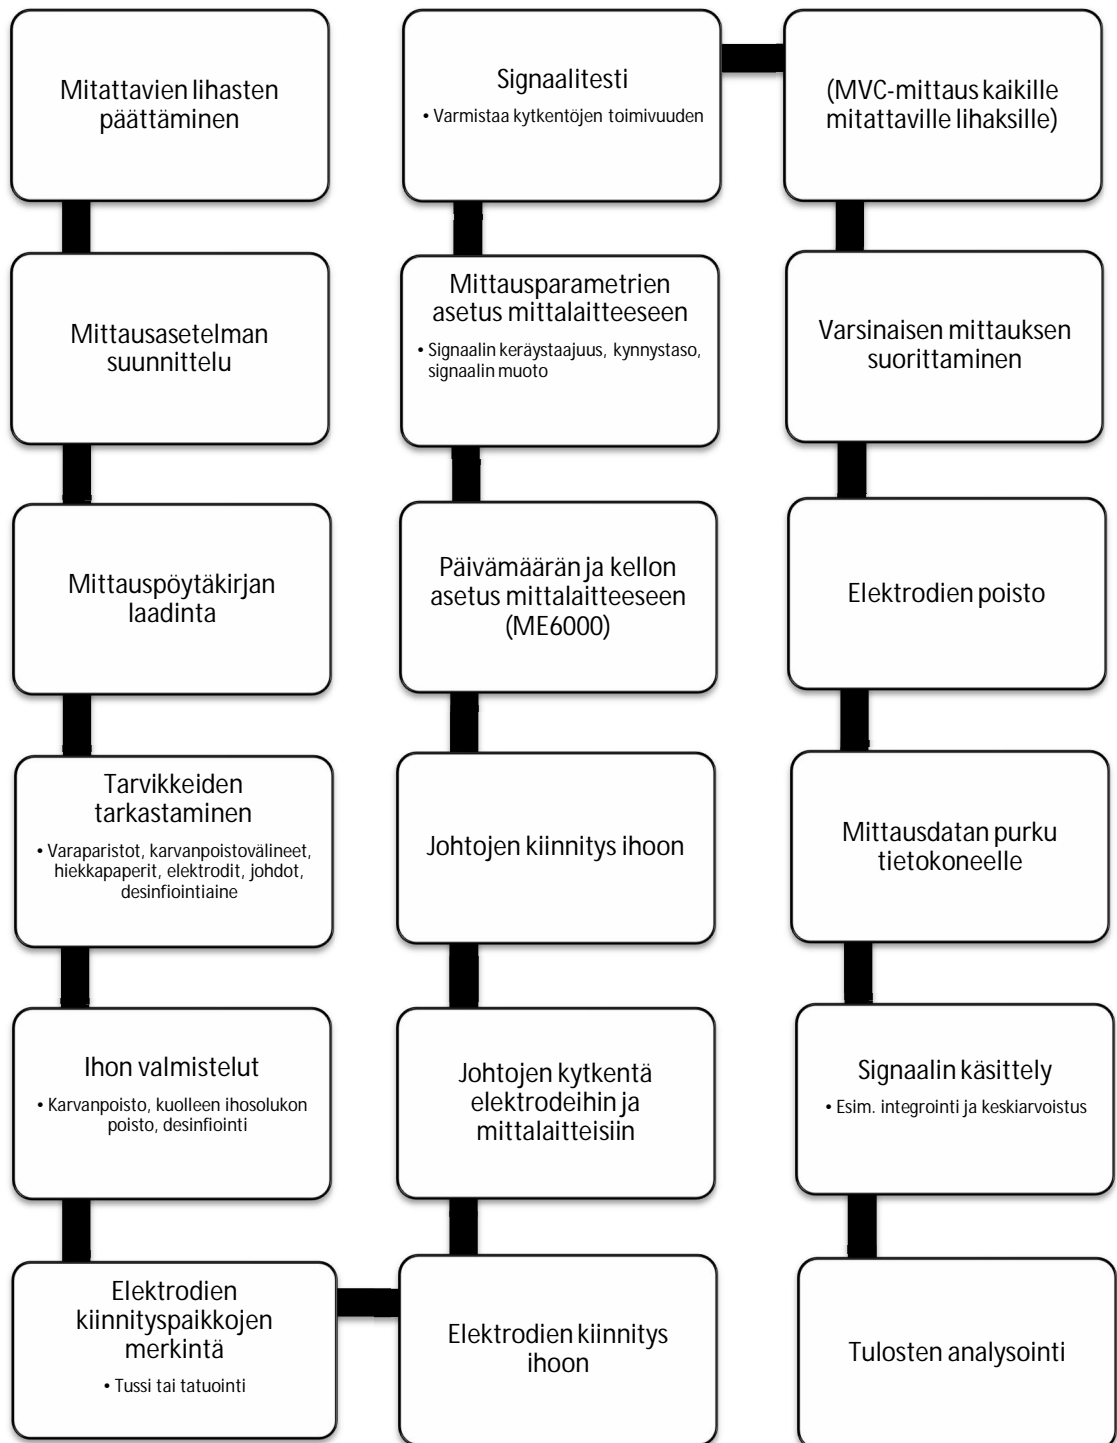 Mitattavien lihasten
päättäminen
Mittausasetelman
suunnittelu
Mittauspöytäkirjan
laadinta
Tarvikkeiden
tarkastaminen
• Varaparistot, karvanpoistovälineet,
hiekkapaperit, elektrodit, johdot,
desinfiointiaine
Ihon valmistelut
• Karvanpoisto, kuolleen ihosolukon
poisto, desinfiointi
Elektrodien
kiinnityspaikkojen
merkintä
• Tussi tai tatuointi
Elektrodien kiinnitys
ihoon
Johtojen kytkentä
elektrodeihin ja
mittalaitteisiin
Johtojen kiinnitys ihoon
Päivämäärän ja kellon
asetus mittalaitteeseen
(ME6000)
Mittausparametrien
asetus mittalaitteeseen
• Signaalin keräystaajuus, kynnystaso,
signaalin muoto
Signaalitesti
• Varmistaa kytkentöjen toimivuuden
(MVC-mittaus kaikille
mitattaville lihaksille)
Varsinaisen mittauksen
suorittaminen
Elektrodien poisto
Mittausdatan purku
tietokoneelle
Signaalin käsittely
• Esim. integrointi ja keskiarvoistus
Tulosten analysointi